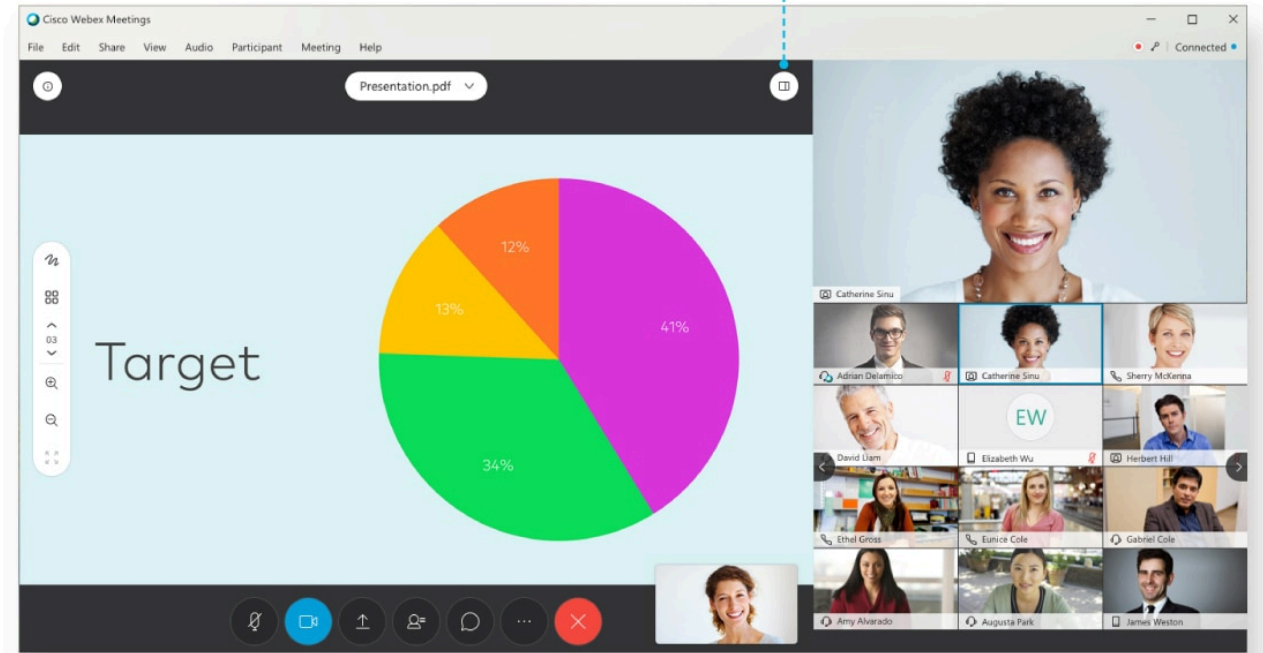 Cisco Webex Meetings
File Edit Share View Audio Participant Meeting Help
Connected
Presentation.pdf
Target
03
12%
13%
41%
34%
Catherine Sinu
Adrian Delamico
Catherine Sinu
Sherry McKenna
David Liam
EW
Elizabeth Wu
Herbert Hill
Ethel Gross
Eunice Cole
Gabriel Cole
Amy Alvarado
Augusta Park
James Weston